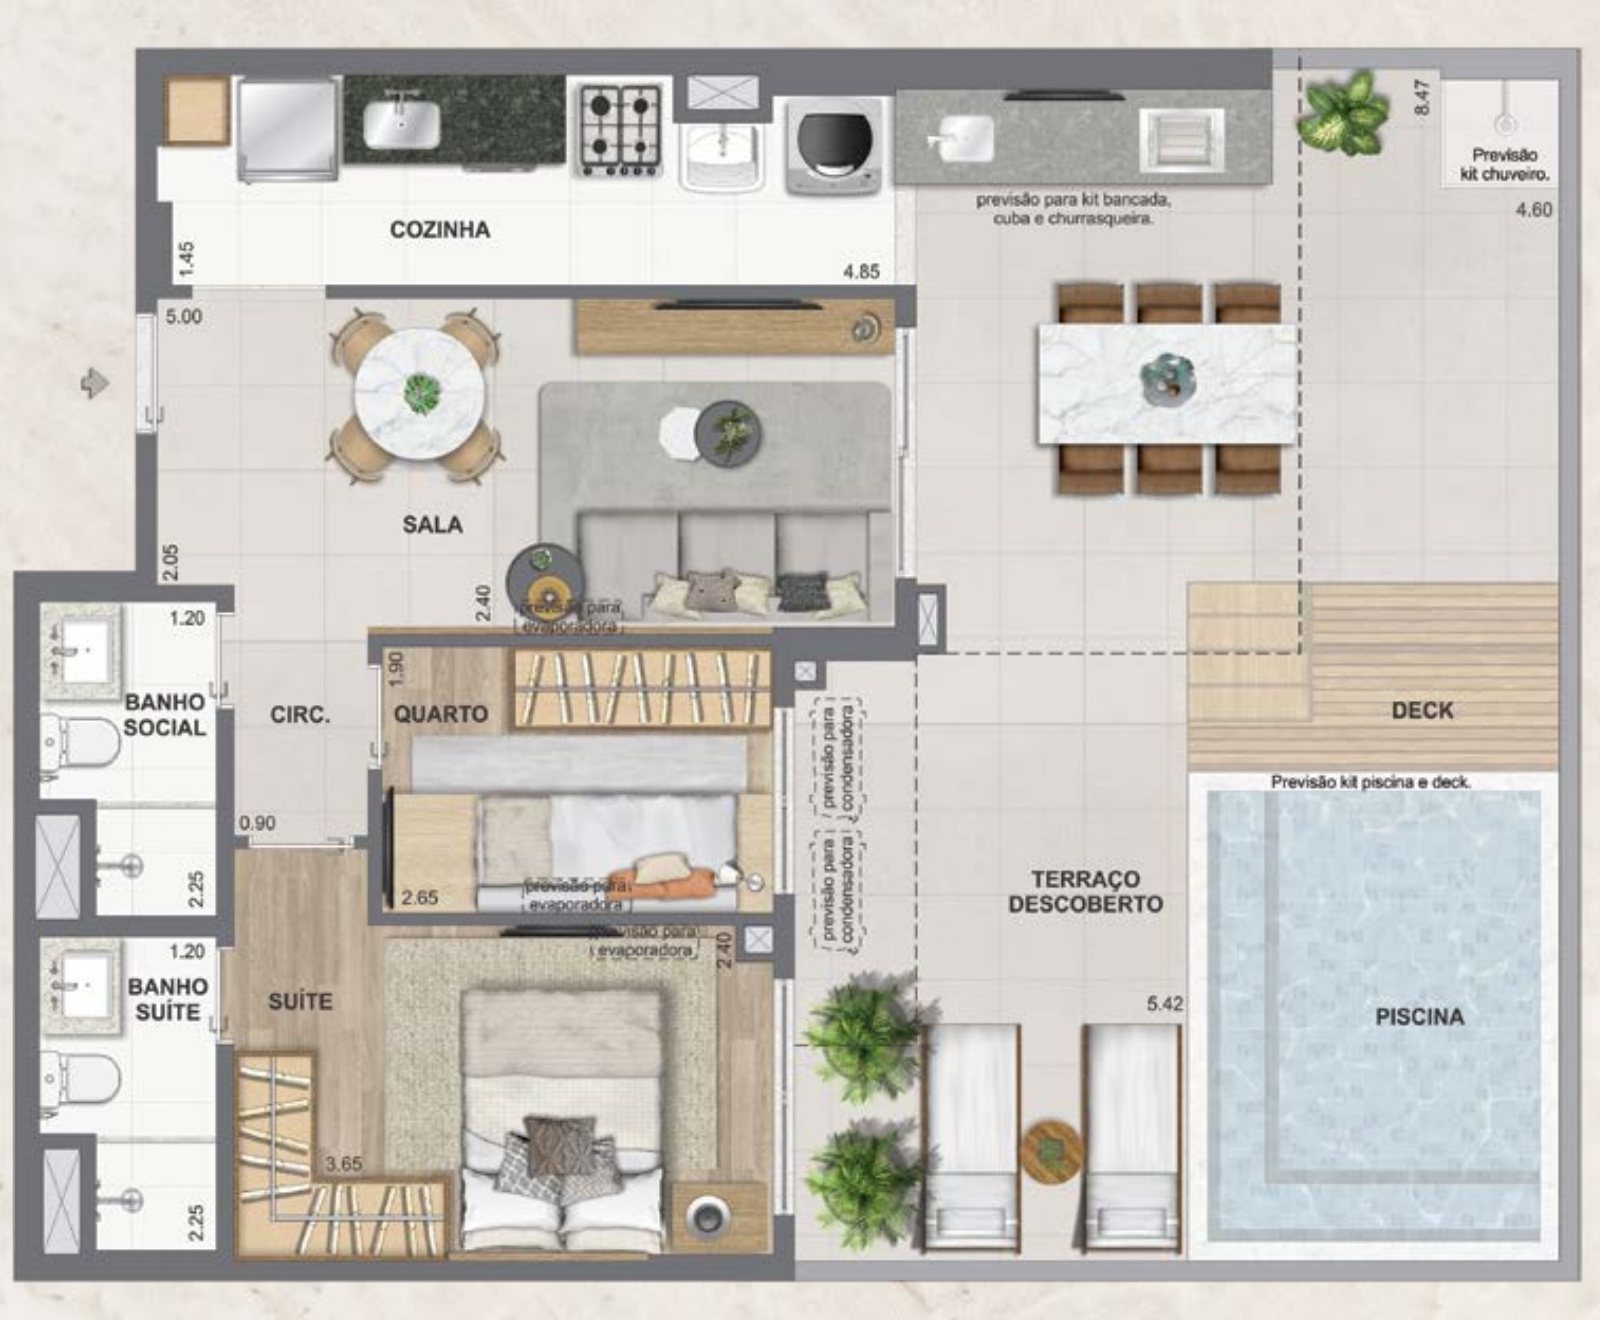 8.47
Previsão
kit chuveiro.
4.60
previsão para kit bancada,
cuba e churrasqueira.
COZINHA
1.45
4.85
5.00
SALA
2.05
2.40
previsão para
evaporadora
1.20
BANHO
SOCIAL
2.25
CIRC.
0.90
1.90
QUARTO
2.65
previsão para
evaporadora
previsão para
condensadora
previsão para
condensadora
DECK
Previsão kit piscina e deck.
TERRAÇO
DESCOBERTO
5.42
PISCINA
1.20
BANHO
SUÍTE
2.25
SUÍTE
previsão para
evaporadora
2.40
3.65